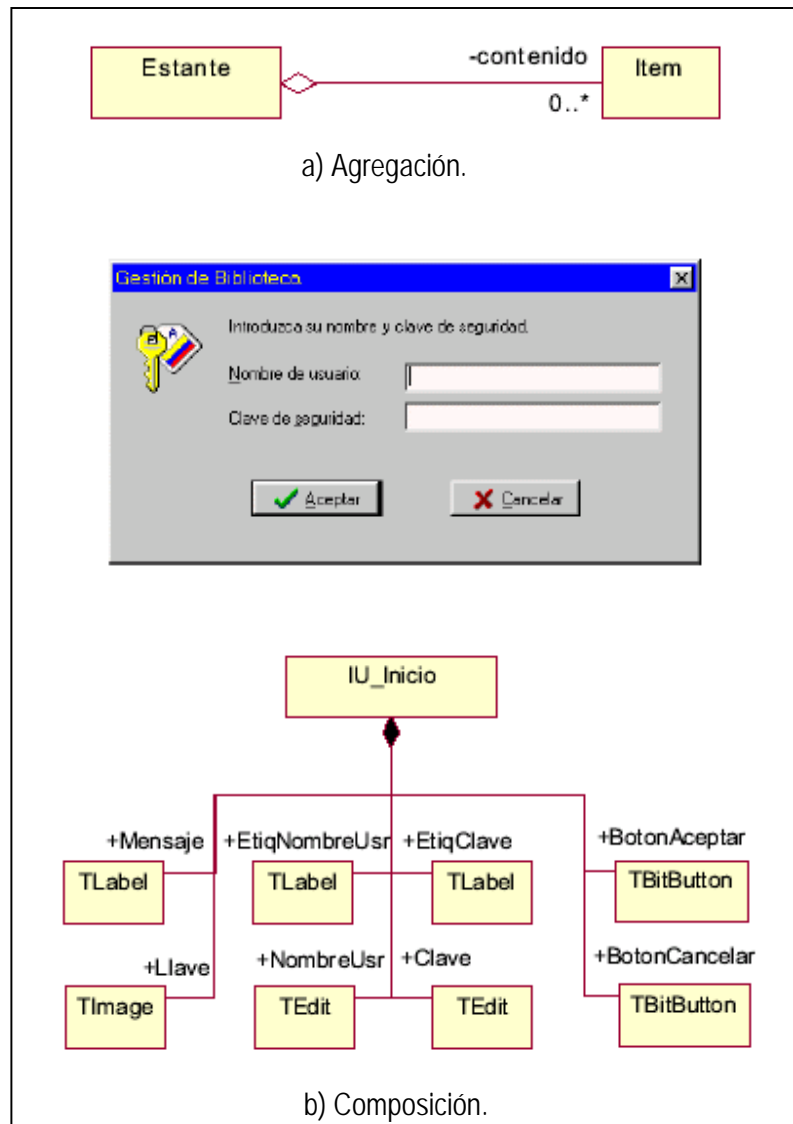 Estante
-contenido
Item
0..*
a) Agregación.
Gestión de Biblioteca
Introduzca su nombre y clave de seguridad.
Nombre de usuario:
Clave de seguridad:
Aceptar
Cancelar
IU_Inicio
+Mensaje
+EtiqNombreUsr
+EtiqClave
+BotonAceptar
TLabel
TLabel
TLabel
TBitButton
+Llave
+NombreUsr
+Clave
+BotonCancelar
TImage
TEdit
TEdit
TBitButton
b) Composición.